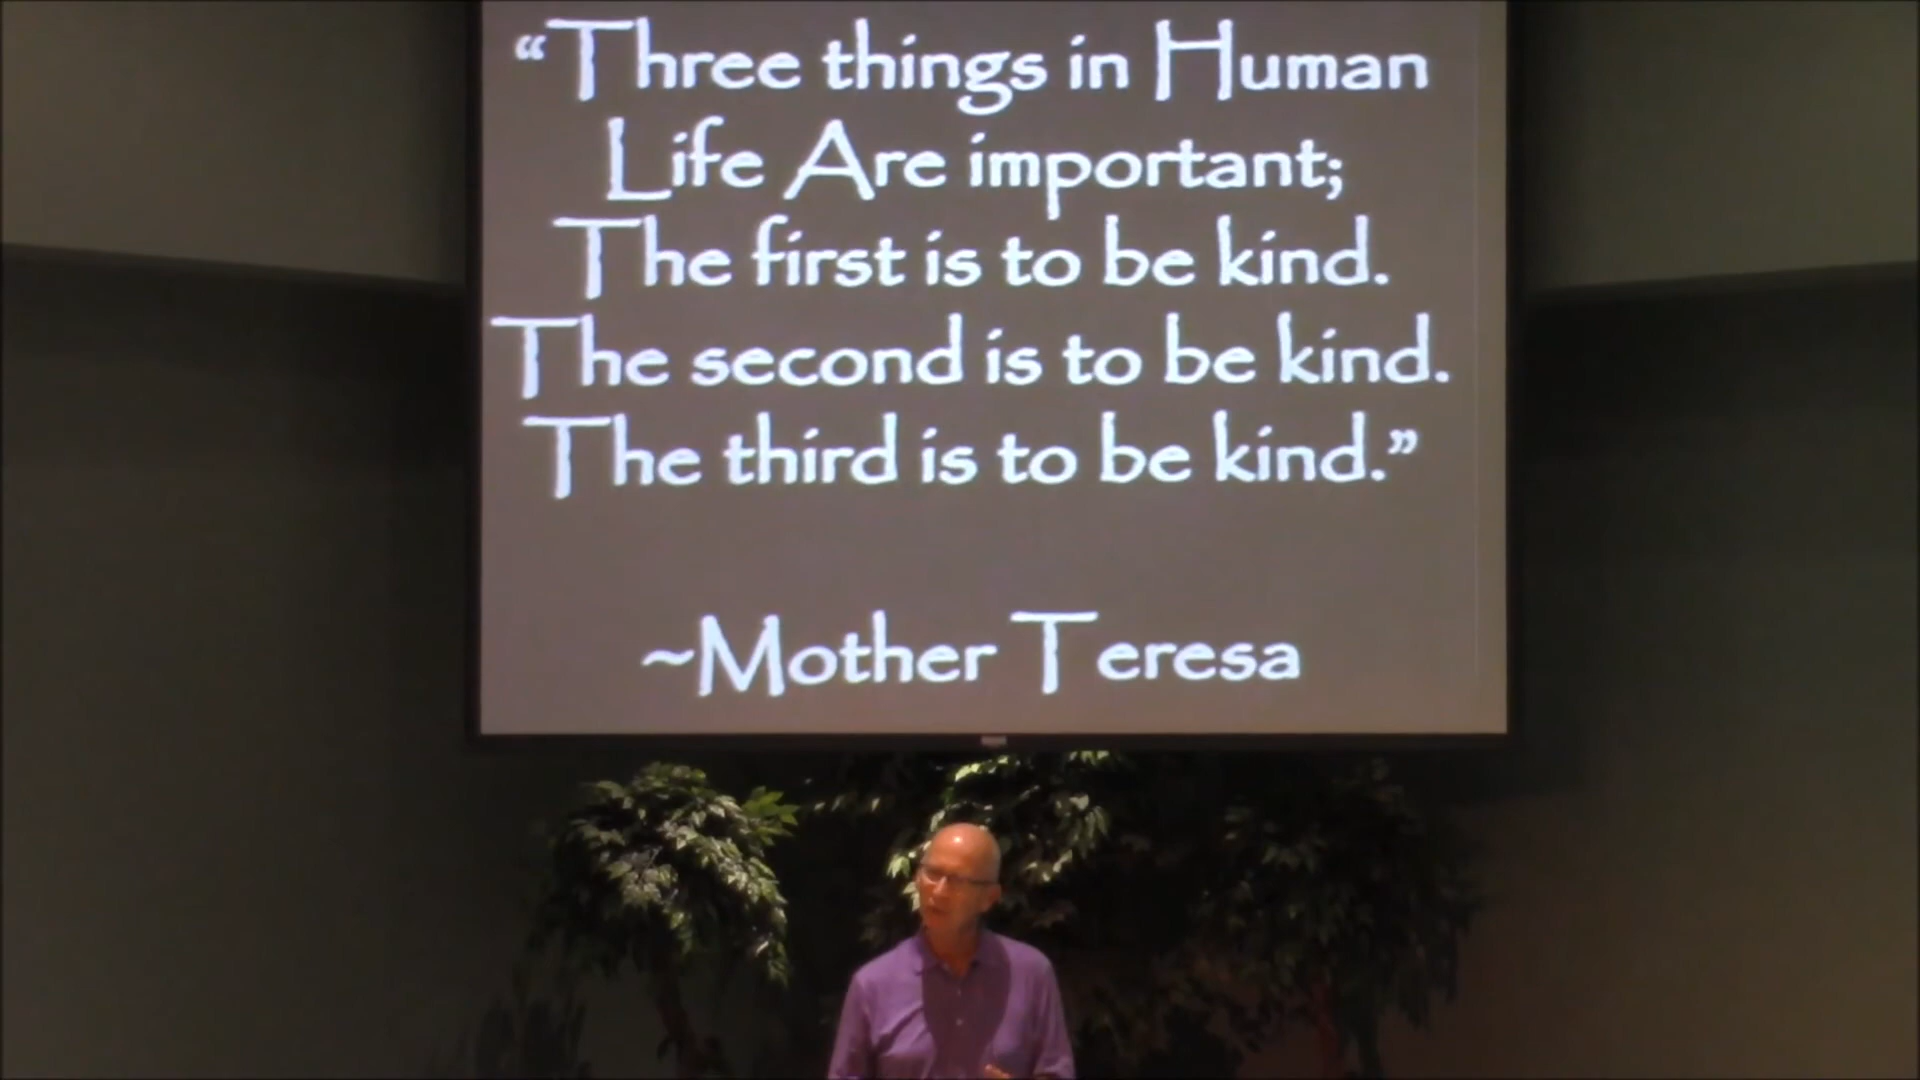 “Three things in Human
Life Are important;
The first is to be kind.
The second is to be kind.
The third is to be kind.”
~Mother Teresa